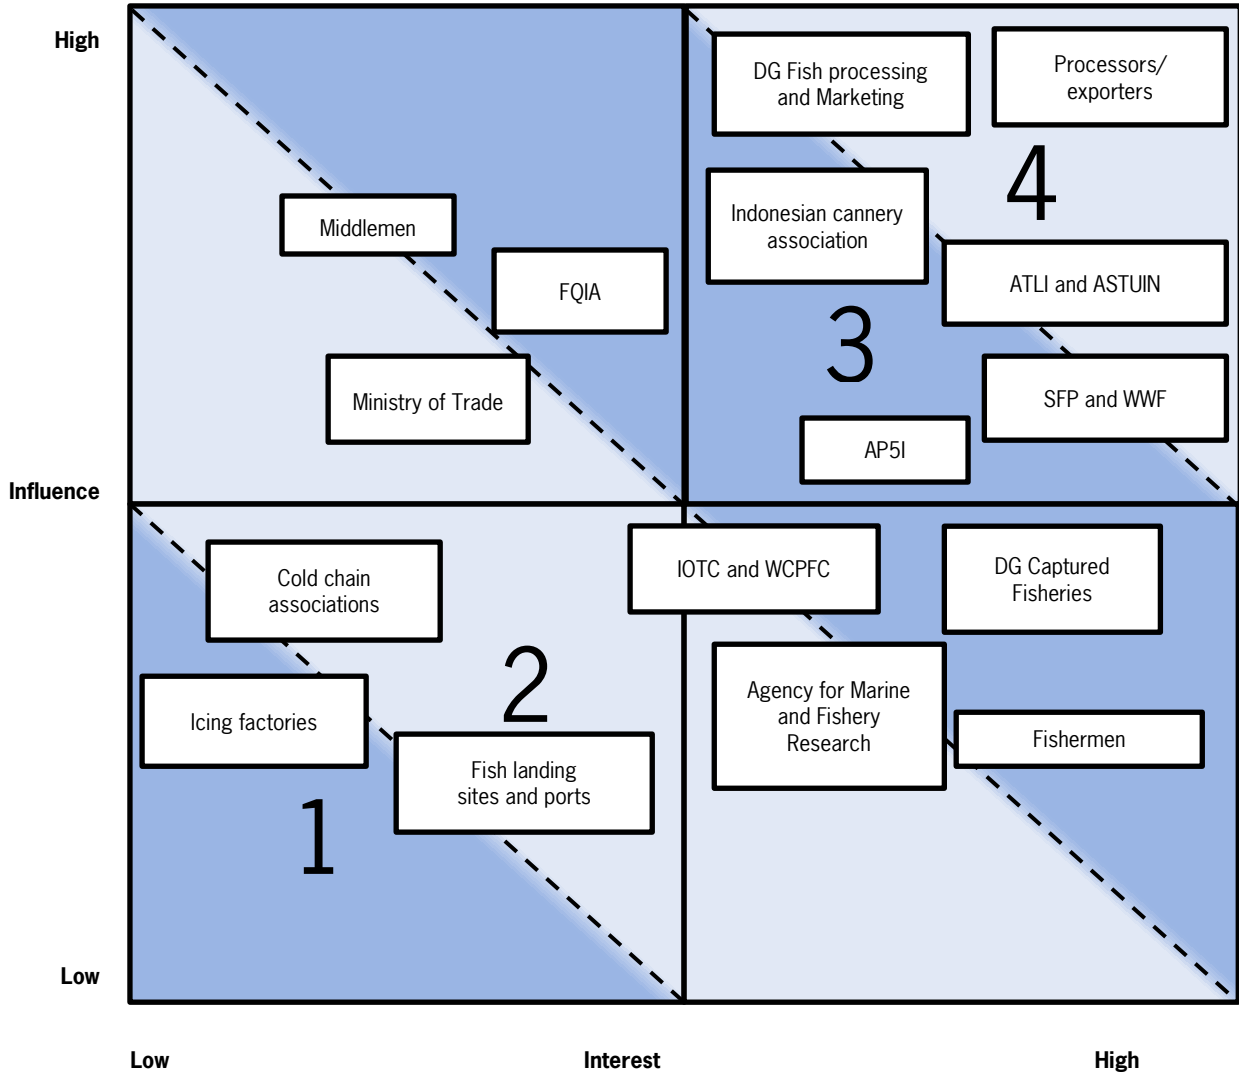 High
DG Fish processing
and Marketing
Processors/
exporters
4
Middlemen
Indonesian cannery
association
FQIA
ATLI and ASTUIN
3
Ministry of Trade
SFP and WWF
AP5I
Influence
Cold chain
associations
IOTC and WCPFC
DG Captured
Fisheries
2
Icing factories
Agency for Marine
and Fishery
Research
Fishermen
Fish landing
sites and ports
1
Low
Low
Interest
High